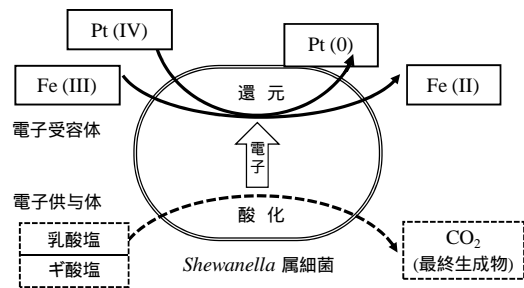 Pt (IV)
Pt (0)
Fe (III)
還 元
Fe (II)
電子受容体
電子
電子供与体
酸 化
乳酸塩
ギ酸塩
CO₂
(最終生成物)
Shewanella 属細菌